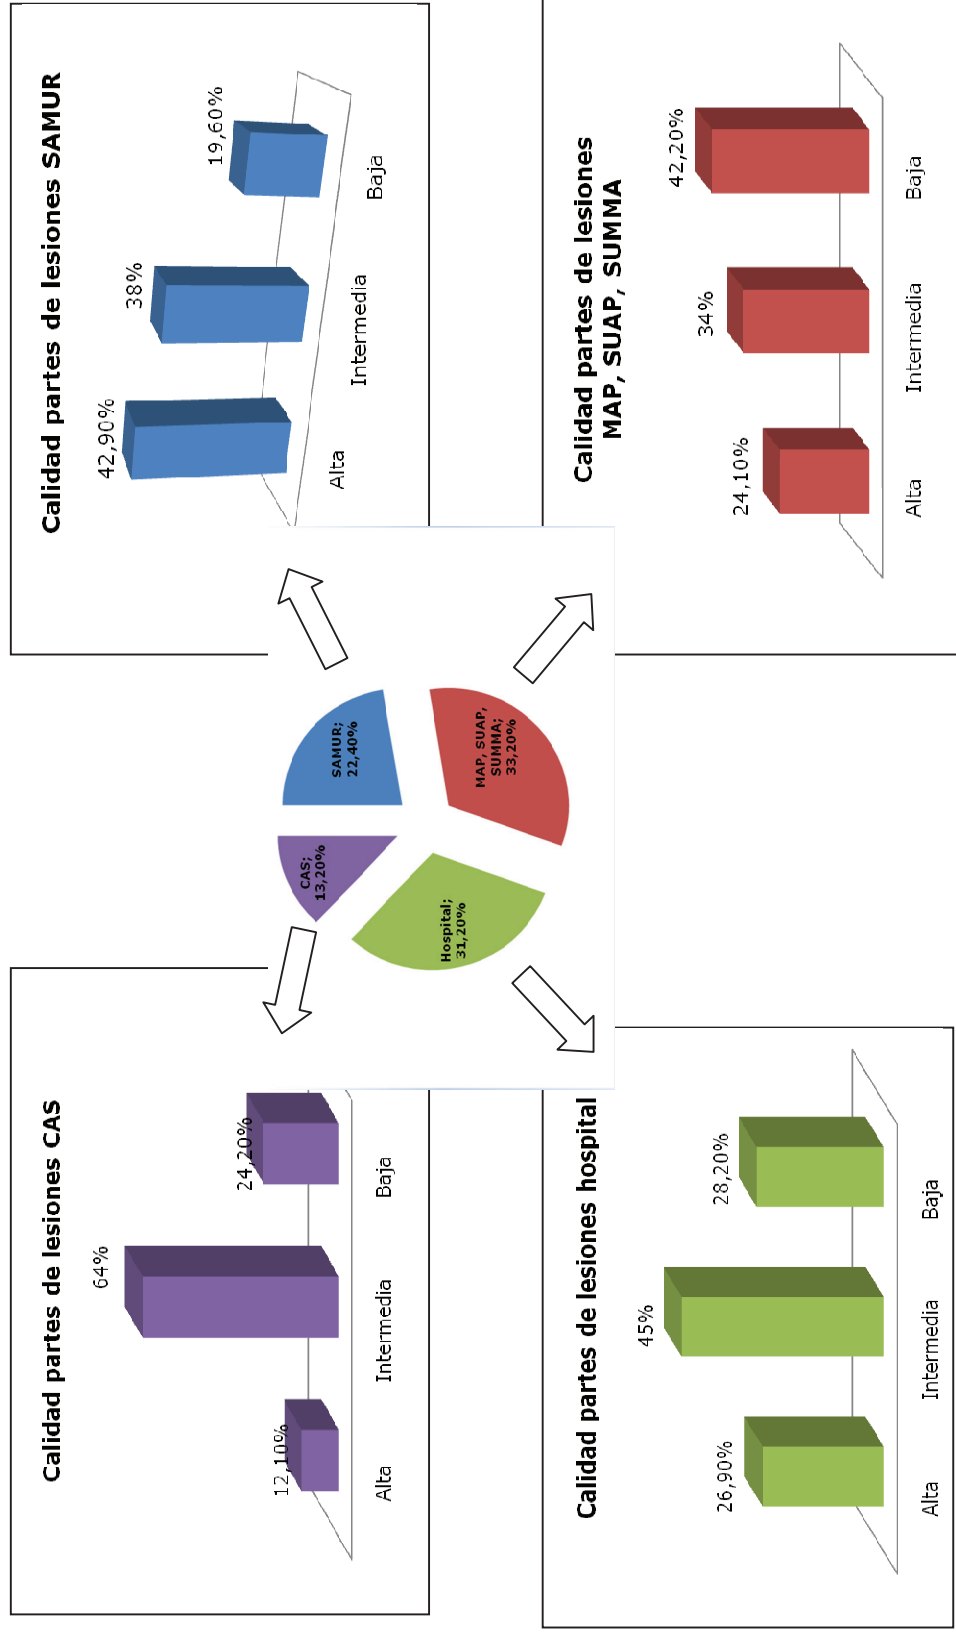 Calidad partes de lesiones CAS
12,10%
64%
24,20%
Alta
Intermedia
Baja
Calidad partes de lesiones SAMUR
42,90%
38%
19,60%
Alta
Intermedia
Baja
CAS;
13,20%
SAMUR;
22,40%
Hospital;
31,20%
MAP, SUAP,
SUMMA;
33,20%
Calidad partes de lesiones hospital
26,90%
45%
28,20%
Alta
Intermedia
Baja
Calidad partes de lesiones
MAP, SUAP, SUMMA
24,10%
34%
42,20%
Alta
Intermedia
Baja